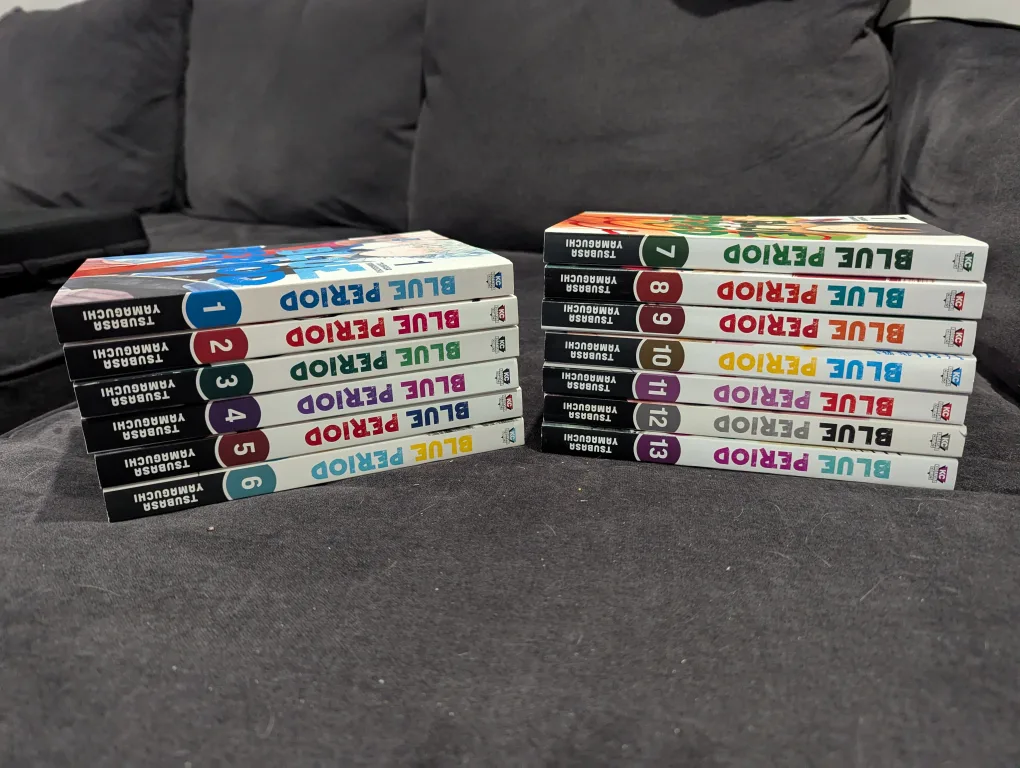 BLUE PERIOD 1 TSUBASA YAMAGUCHI
BLUE PERIOD 2 TSUBASA YAMAGUCHI
BLUE PERIOD 3 TSUBASA YAMAGUCHI
BLUE PERIOD 4 TSUBASA YAMAGUCHI
BLUE PERIOD 5 TSUBASA YAMAGUCHI
BLUE PERIOD 6 TSUBASA YAMAGUCHI
BLUE PERIOD 7 TSUBASA YAMAGUCHI
BLUE PERIOD 8 TSUBASA YAMAGUCHI
BLUE PERIOD 9 TSUBASA YAMAGUCHI
BLUE PERIOD 10 TSUBASA YAMAGUCHI
BLUE PERIOD 11 TSUBASA YAMAGUCHI
BLUE PERIOD 12 TSUBASA YAMAGUCHI
BLUE PERIOD 13 TSUBASA YAMAGUCHI